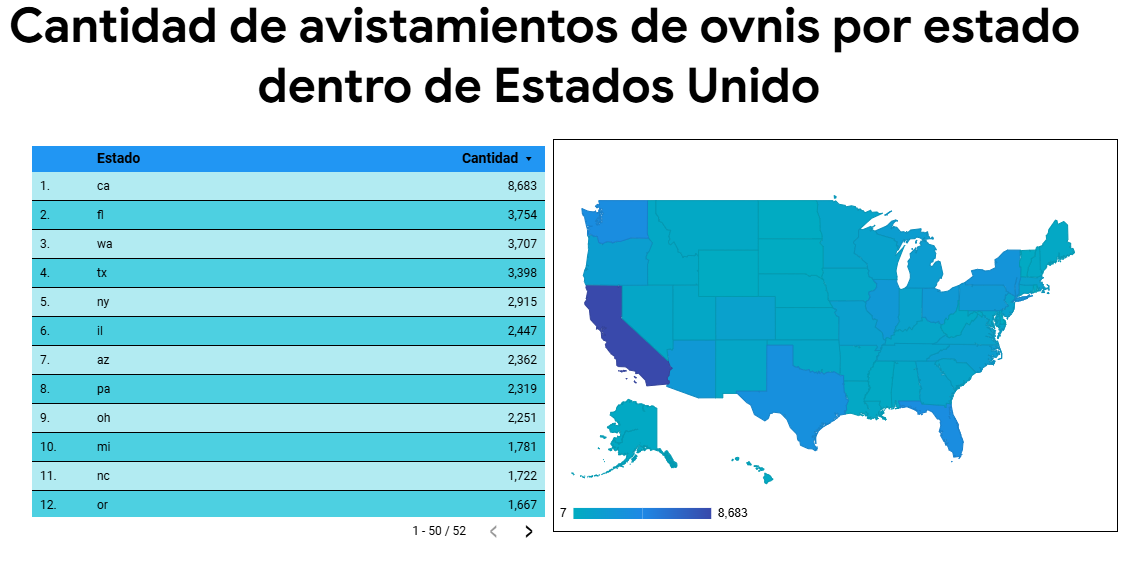 Cantidad de avistamientos de ovnis por estado
dentro de Estados Unido
Estado Cantidad
1. ca 8,683
2. fl 3,754
3. wa 3,707
4. tx 3,398
5. ny 2,915
6. il 2,447
7. az 2,362
8. pa 2,319
9. oh 2,251
10. mi 1,781
11. nc 1,722
12. or 1,667
1 - 50 / 52
7 8,683